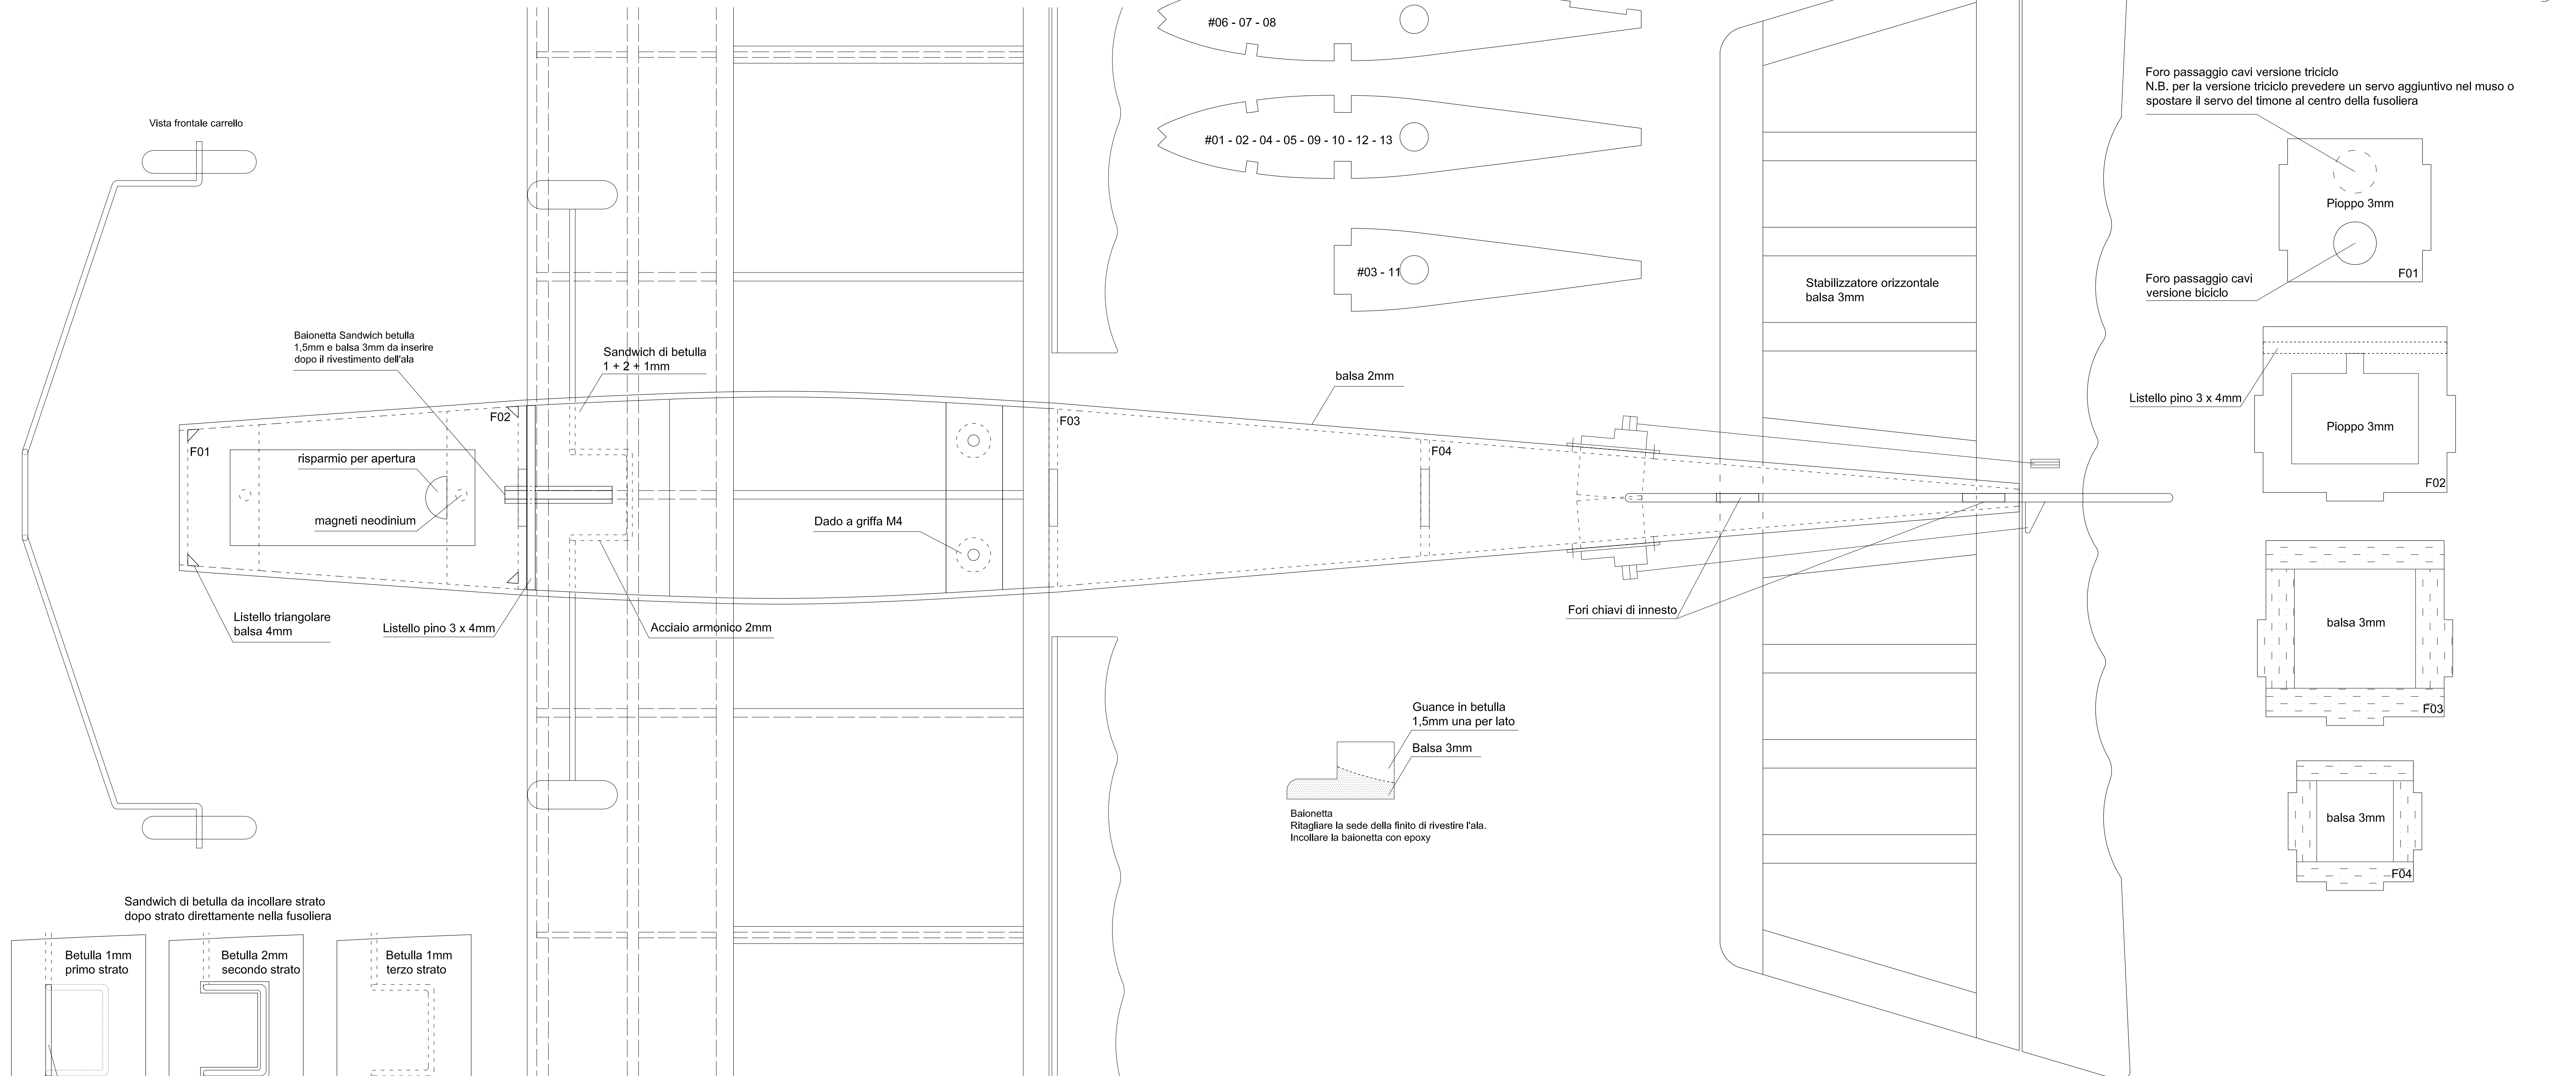 #06 - 07 - 08
Foro passaggio cavi versione triciclo
N.B. per la versione triciclo prevedere un servo aggiuntivo nel muso o
spostare il servo del timone al centro della fusoliera
Vista frontale carrello
#01 - 02 - 04 - 05 - 09 - 10 - 12 - 13
Pioppo 3mm
F01
Foro passaggio cavi
versione biciclo
#03 - 11
Stabilizzatore orizzontale
balsa 3mm
Baionetta Sandwich betulla
1,5mm e balsa 3mm da inserire
dopo il rivestimento dell'ala
Sandwich di betulla
1 + 2 + 1mm
balsa 2mm
Listello pino 3 x 4mm
Pioppo 3mm
F02
F02
F03
F01
F04
risparmio per apertura
magneti neodinium
Dado a griffa M4
Listello triangolare
balsa 4mm
Listello pino 3 x 4mm
Acciaio armonico 2mm
Fori chiavi di innesto
balsa 3mm
F03
Guance in betulla
1,5mm una per lato
Balsa 3mm
Baionetta
Ritagliare la sede della finito di rivestire l'ala.
Incollare la baionetta con epoxy
balsa 3mm
F04
Sandwich di betulla da incollare strato
dopo strato direttamente nella fusoliera
Betulla 1mm
primo strato
Betulla 2mm
secondo strato
Betulla 1mm
terzo strato